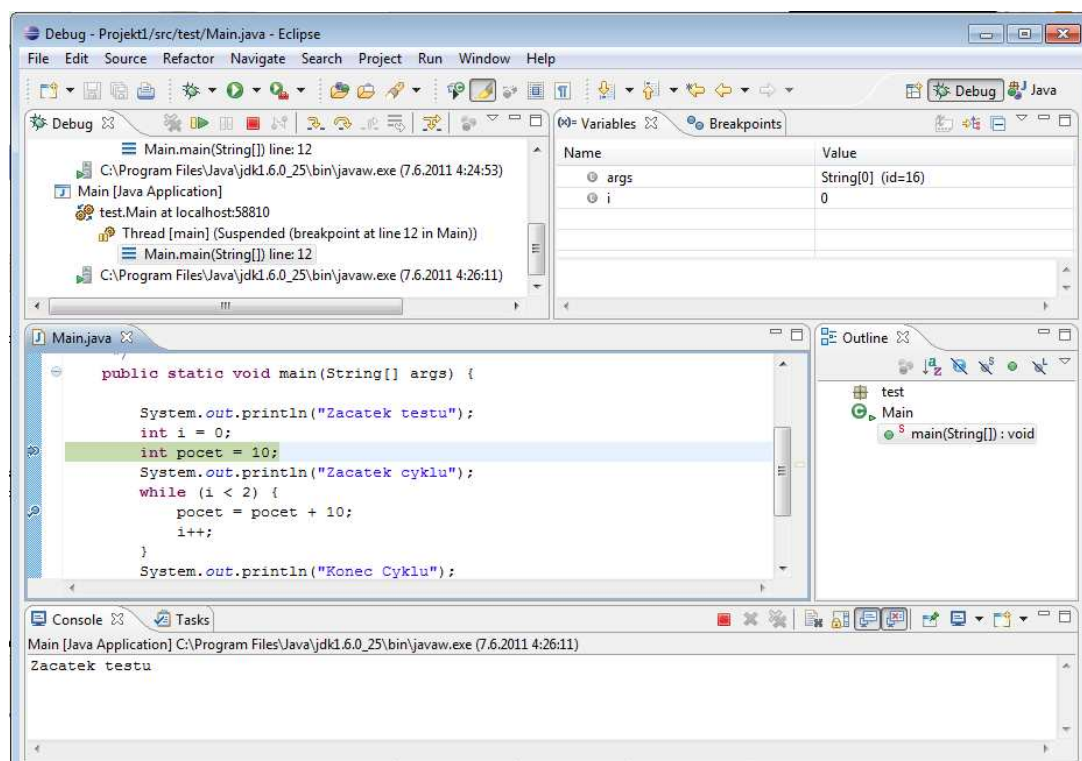 Debug - Projekt1/src/test/Main.java - Eclipse
File Edit Source Refactor Navigate Search Project Run Window Help
Debug Java
Debug
Main.main(String[]) line: 12
C:\Program Files\Java\jdk1.6.0_25\bin\javaw.exe (7.6.2011 4:24:53)
Main [Java Application]
test.Main at localhost:58810
Thread [main] (Suspended (breakpoint at line 12 in Main))
Main.main(String[]) line: 12
C:\Program Files\Java\jdk1.6.0_25\bin\javaw.exe (7.6.2011 4:26:11)
(x)= Variables Breakpoints
Name Value
args String[0] (id=16)
i 0
Main.java
*/
public static void main(String[] args) {
System.out.println("Zacatek testu");
int i = 0;
int pocet = 10;
System.out.println("Zacatek cyklu");
while (i < 2) {
pocet = pocet + 10;
i++;
}
System.out.println("Konec Cyklu");
Outline
test
Main
main(String[]) : void
Console Tasks
Main [Java Application] C:\Program Files\Java\jdk1.6.0_25\bin\javaw.exe (7.6.2011 4:26:11)
Zacatek testu